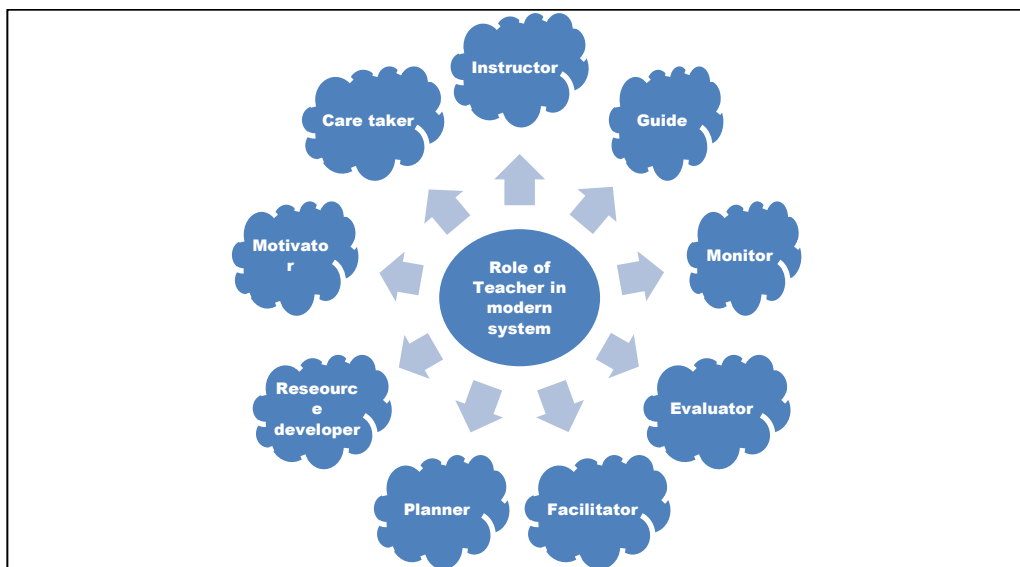 Instructor
Guide
Monitor
Evaluator
Facilitator
Planner
Reseourc
e
developer
Motivato
r
Care taker
Role of
Teacher in
modern
system